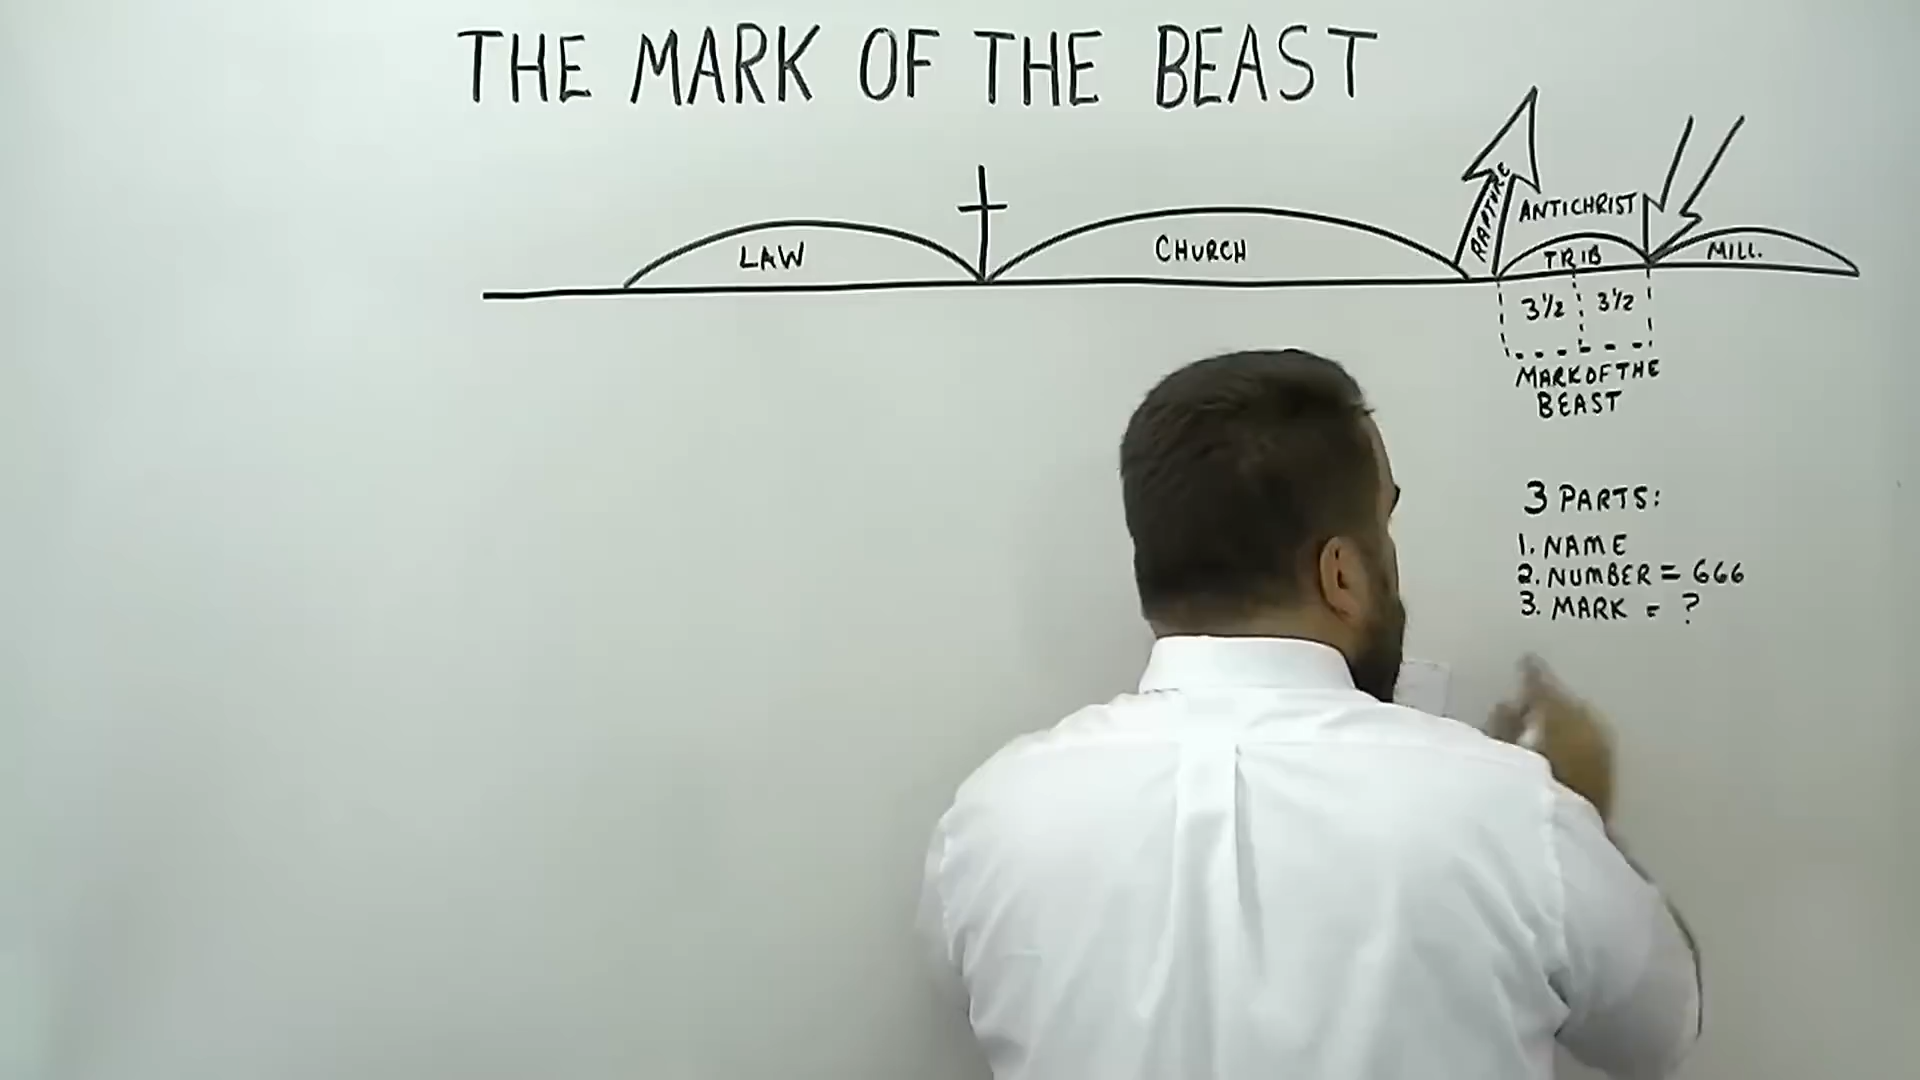 THE MARK OF THE BEAST
RAPTURE
ANTICHRIST
LAW
CHURCH
TRIB
MILL.
3½
3½
MARK OF THE
BEAST
3 PARTS:
1. NAME
2. NUMBER = 666
3. MARK = ?